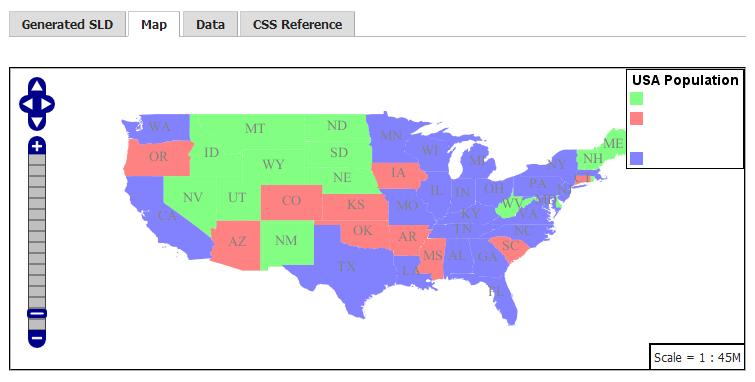 Generated SLD Map Data CSS Reference
USA Population
WA MT ND MN ME
OR ID SD WI MI NY NH
WY IA
NE PA
NV UT IL IN OH NJ
CO KS MO WV MD
CA KY VA
AZ NM OK AR TN NC
MS AL GA SC
TX LA
FL
Scale = 1 : 45M